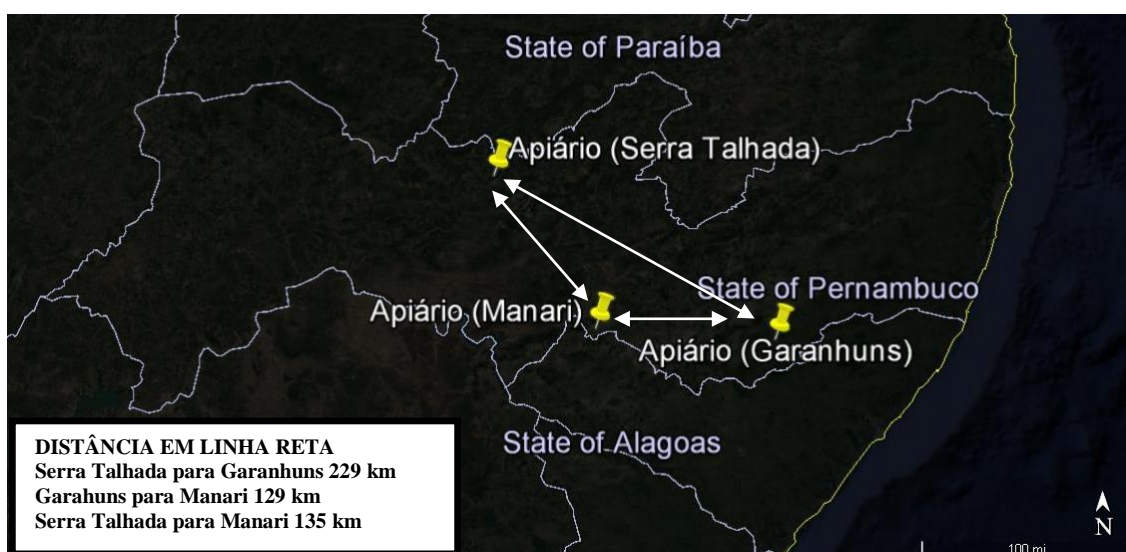 State of Paraíba
Apiário (Serra Talhada)
State of Pernambuco
Apiário (Manari)
Apiário (Garanhuns)
State of Alagoas
DISTÂNCIA EM LINHA RETA
Serra Talhada para Garanhuns 229 km
Garahuns para Manari 129 km
Serra Talhada para Manari 135 km
N
100 mi